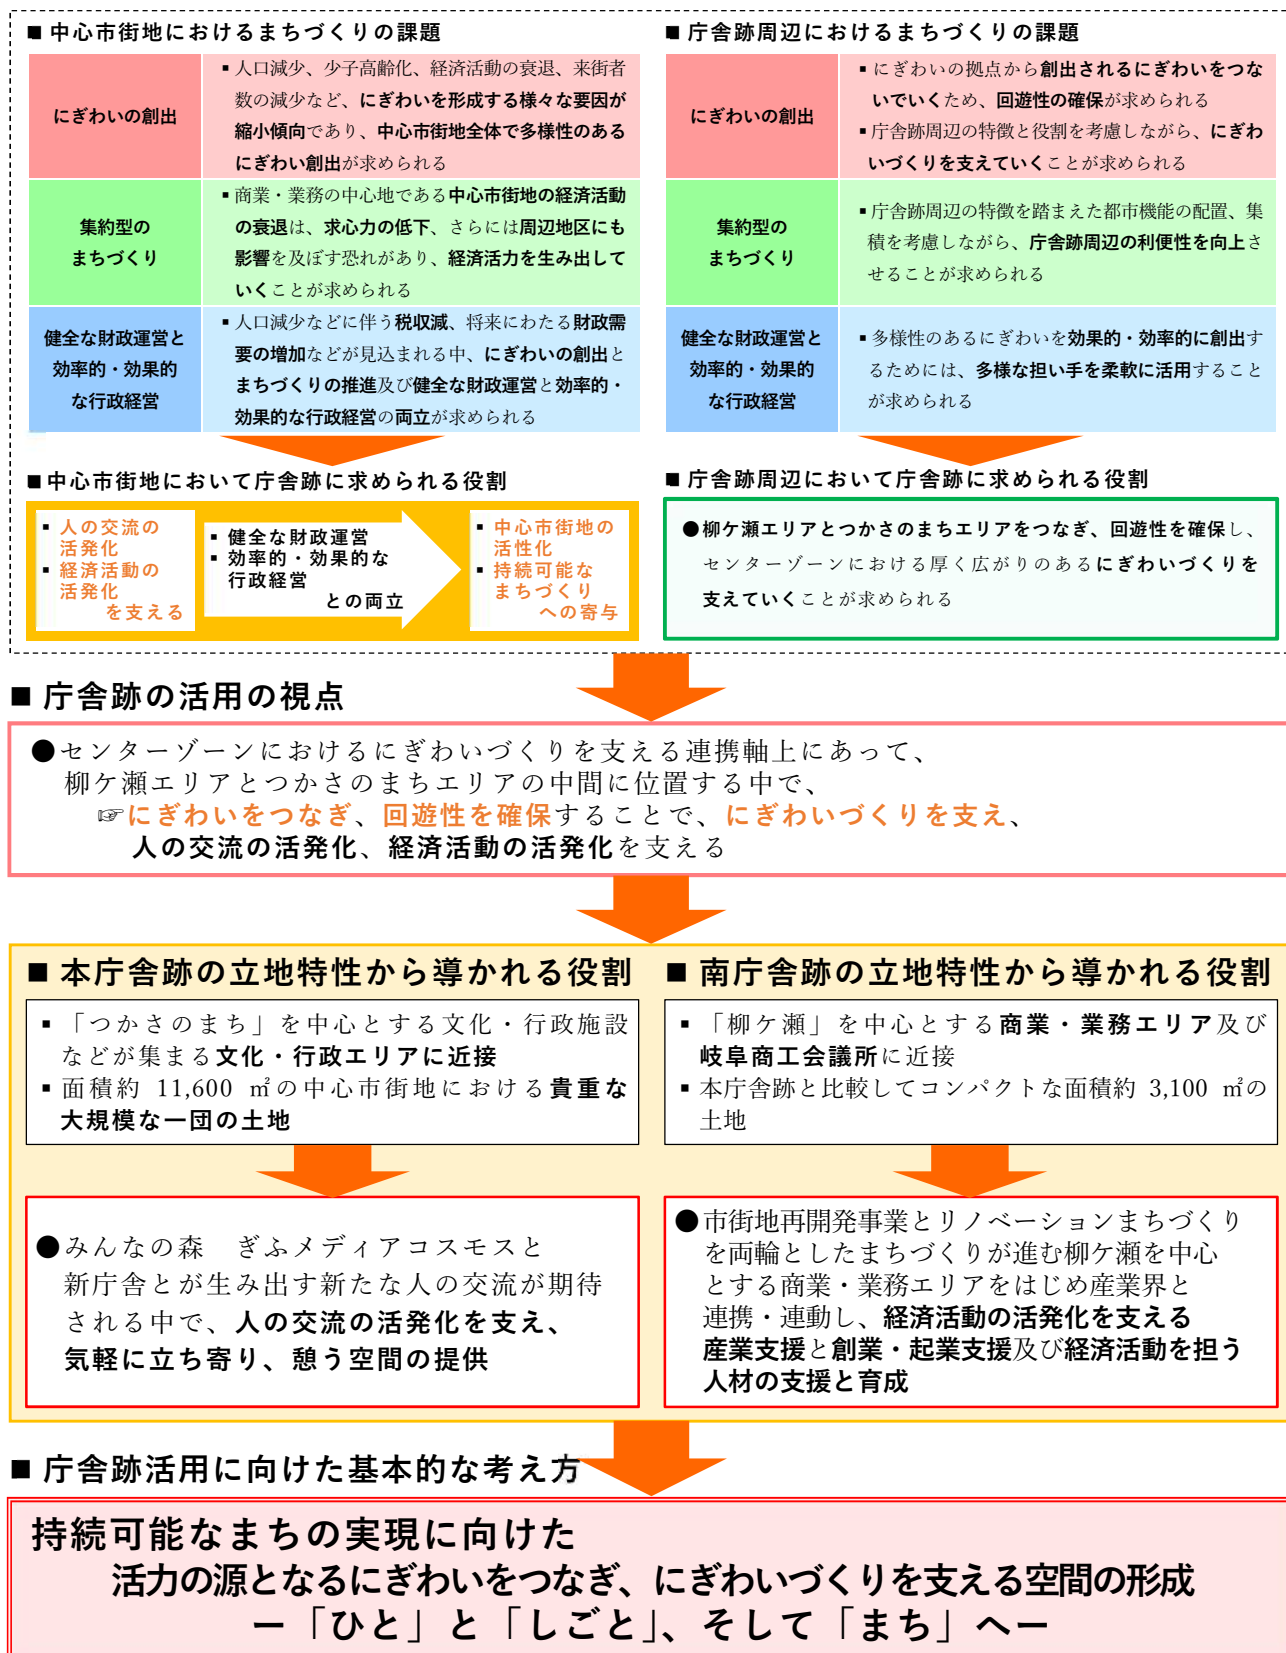 ■ 中心市街地におけるまちづくりの課題
にぎわいの創出
▪ 人口減少、少子高齢化、経済活動の衰退、来街者
数の減少など、にぎわいを形成する様々な要因が
縮小傾向であり、中心市街地全体で多様性のある
にぎわい創出が求められる
集約型の
まちづくり
▪ 商業・業務の中心地である中心市街地の経済活動
の衰退は、求心力の低下、さらには周辺地区にも
影響を及ぼす恐れがあり、経済活力を生み出して
いくことが求められる
健全な財政運営と
効率的・効果的
な行政経営
▪ 人口減少などに伴う税収減、将来にわたる財政需
要の増加などが見込まれる中、にぎわいの創出と
まちづくりの推進及び健全な財政運営と効率的・
効果的な行政経営の両立が求められる
■ 庁舎跡周辺におけるまちづくりの課題
にぎわいの創出
▪ にぎわいの拠点から創出されるにぎわいをつな
いでいくため、回遊性の確保が求められる
▪ 庁舎跡周辺の特徴と役割を考慮しながら、にぎわ
いづくりを支えていくことが求められる
集約型の
まちづくり
▪ 庁舎跡周辺の特徴を踏まえた都市機能の配置、集
積を考慮しながら、庁舎跡周辺の利便性を向上さ
せることが求められる
健全な財政運営と
効率的・効果的
な行政経営
▪ 多様性のあるにぎわいを効果的・効率的に創出す
るためには、多様な担い手を柔軟に活用すること
が求められる
■ 中心市街地において庁舎跡に求められる役割
▪ 人の交流の
活発化
▪ 経済活動の
活発化
を支える
▪ 健全な財政運営
▪ 効率的・効果的な
行政経営
との両立
▪ 中心市街地の
活性化
▪ 持続可能な
まちづくり
への寄与
■ 庁舎跡周辺において庁舎跡に求められる役割
●柳ケ瀬エリアとつかさのまちエリアをつなぎ、回遊性を確保し、
センターゾーンにおける厚く広がりのあるにぎわいづくりを
支えていくことが求められる
■ 庁舎跡の活用の視点
●センターゾーンにおけるにぎわいづくりを支える連携軸上にあって、
柳ケ瀬エリアとつかさのまちエリアの中間に位置する中で、
☞にぎわいをつなぎ、回遊性を確保することで、にぎわいづくりを支え、
人の交流の活発化、経済活動の活発化を支える
■ 本庁舎跡の立地特性から導かれる役割
▪ 「つかさのまち」を中心とする文化・行政施設
などが集まる文化・行政エリアに近接
▪ 面積約 11,600 ㎡の中心市街地における貴重な
大規模な一団の土地
●みんなの森　ぎふメディアコスモスと
新庁舎とが生み出す新たな人の交流が期待
される中で、人の交流の活発化を支え、
気軽に立ち寄り、憩う空間の提供
■ 南庁舎跡の立地特性から導かれる役割
▪ 「柳ケ瀬」を中心とする商業・業務エリア及び
岐阜商工会議所に近接
▪ 本庁舎跡と比較してコンパクトな面積約 3,100 ㎡の
土地
●市街地再開発事業とリノベーションまちづくり
を両輪としたまちづくりが進む柳ケ瀬を中心
とする商業・業務エリアをはじめ産業界と
連携・連動し、経済活動の活発化を支える
産業支援と創業・起業支援及び経済活動を担う
人材の支援と育成
■ 庁舎跡活用に向けた基本的な考え方
持続可能なまちの実現に向けた
活力の源となるにぎわいをつなぎ、にぎわいづくりを支える空間の形成
ー「ひと」と「しごと」、そして「まち」へー